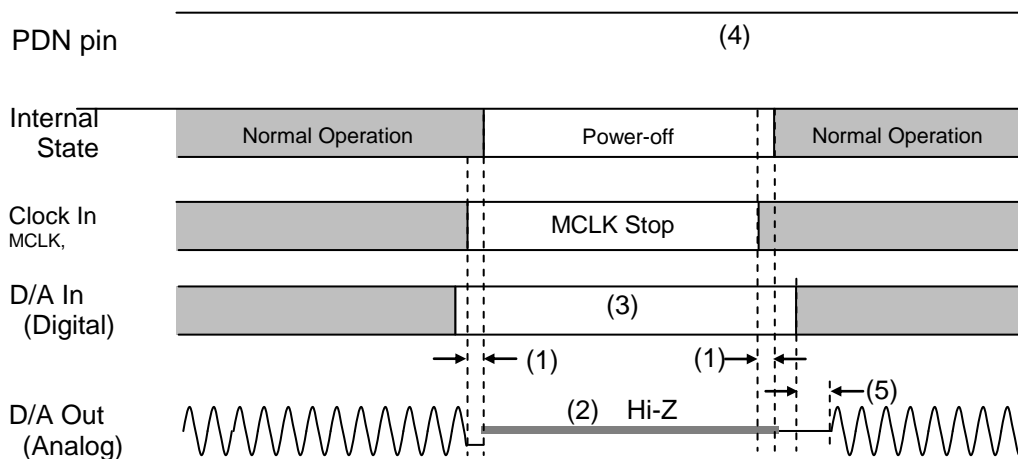 PDN pin
(4)
Internal
State
Normal Operation
Power-off
Normal Operation
Clock In
MCLK,
MCLK Stop
D/A In
(Digital)
(3)
(1)
(1)
(5)
D/A Out
(Analog)
(2)
Hi-Z